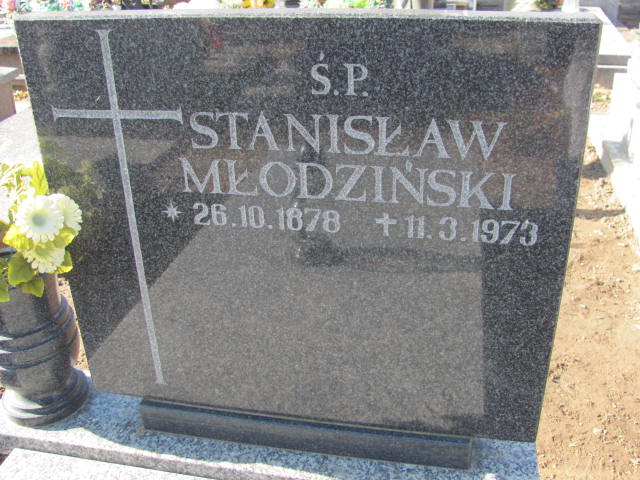 Ś.P.
STANISŁAW
MŁODZIŃSKI
* 26.10.1878 +11.3.1973